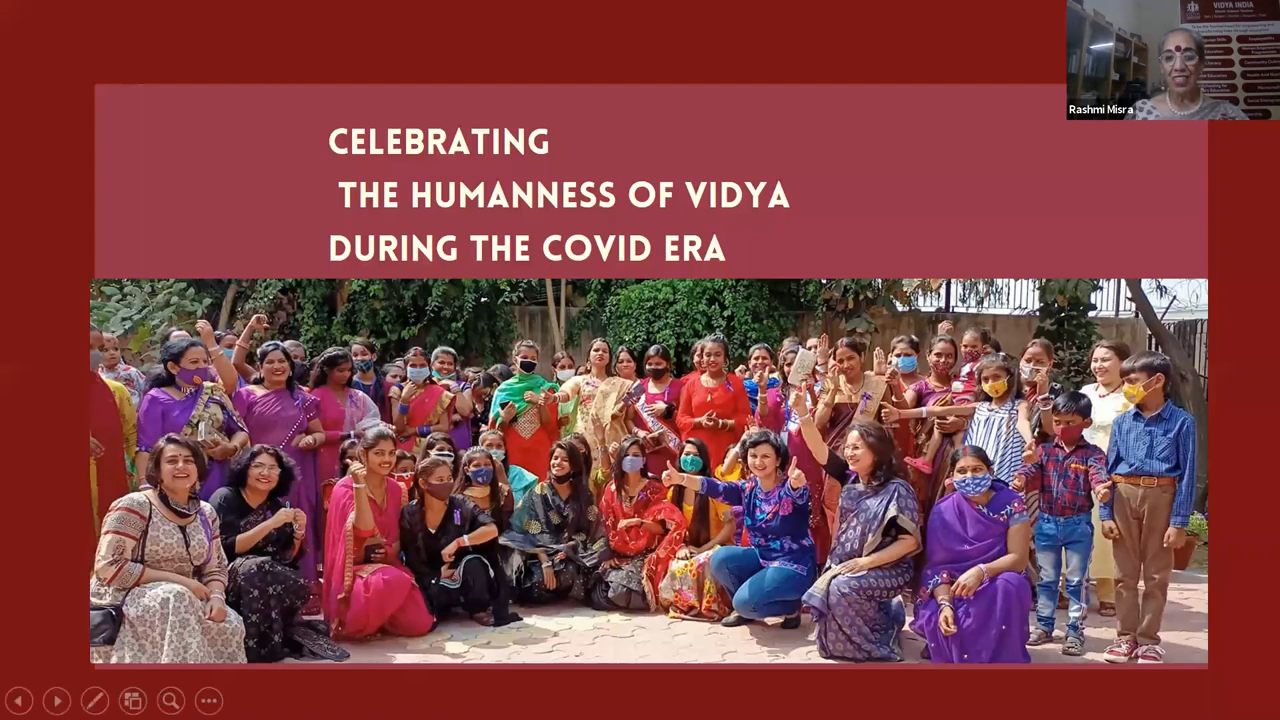 CELEBRATING
THE HUMANNESS OF VIDYA
DURING THE COVID ERA
VIDYA INDIA
Rashmi Misra